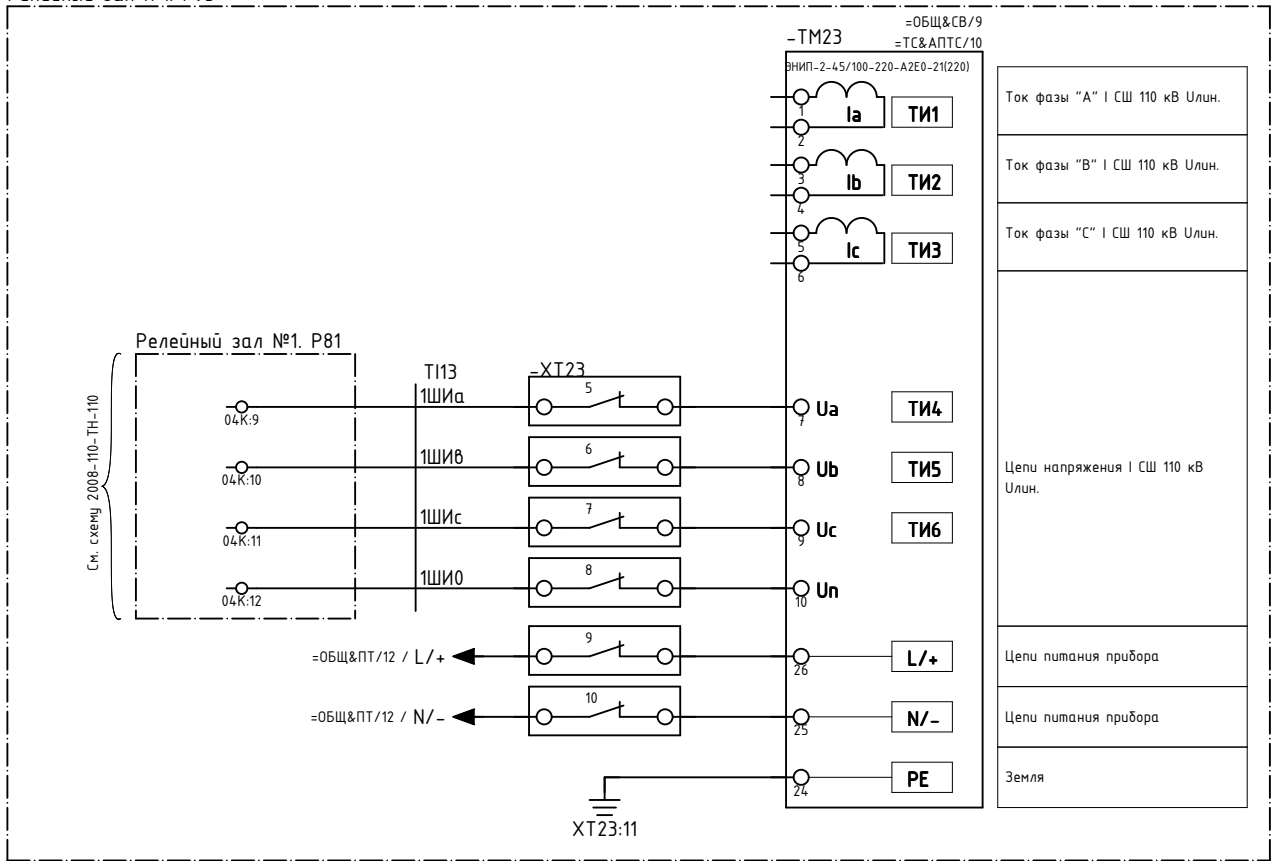 =ОБЩ&СВ/9
-ТМ23
=ТС&АПТС/10
ЭНИП-2-45/100-220-А2Е0-21(220)
1
Ia
ТИ1
Ток фазы "А" I СШ 110 кВ Uлин.
2
3
Ib
ТИ2
Ток фазы "В" I СШ 110 кВ Uлин.
4
5
Ic
ТИ3
Ток фазы "С" I СШ 110 кВ Uлин.
6
Релейный зал №1. Р81
См. схему 2008-110-ТН-110
TI13
-ХТ23
04К:9
1ШИа
5
7
Ua
ТИ4
04К:10
1ШИв
6
8
Ub
ТИ5
Цепи напряжения I СШ 110 кВ
Uлин.
04К:11
1ШИс
7
9
Uc
ТИ6
04К:12
1ШИ0
8
10
Un
=ОБЩ&ПТ/12 / L/+
9
26
L/+
Цепи питания прибора
=ОБЩ&ПТ/12 / N/-
10
25
N/-
Цепи питания прибора
24
PE
Земля
ХТ23:11